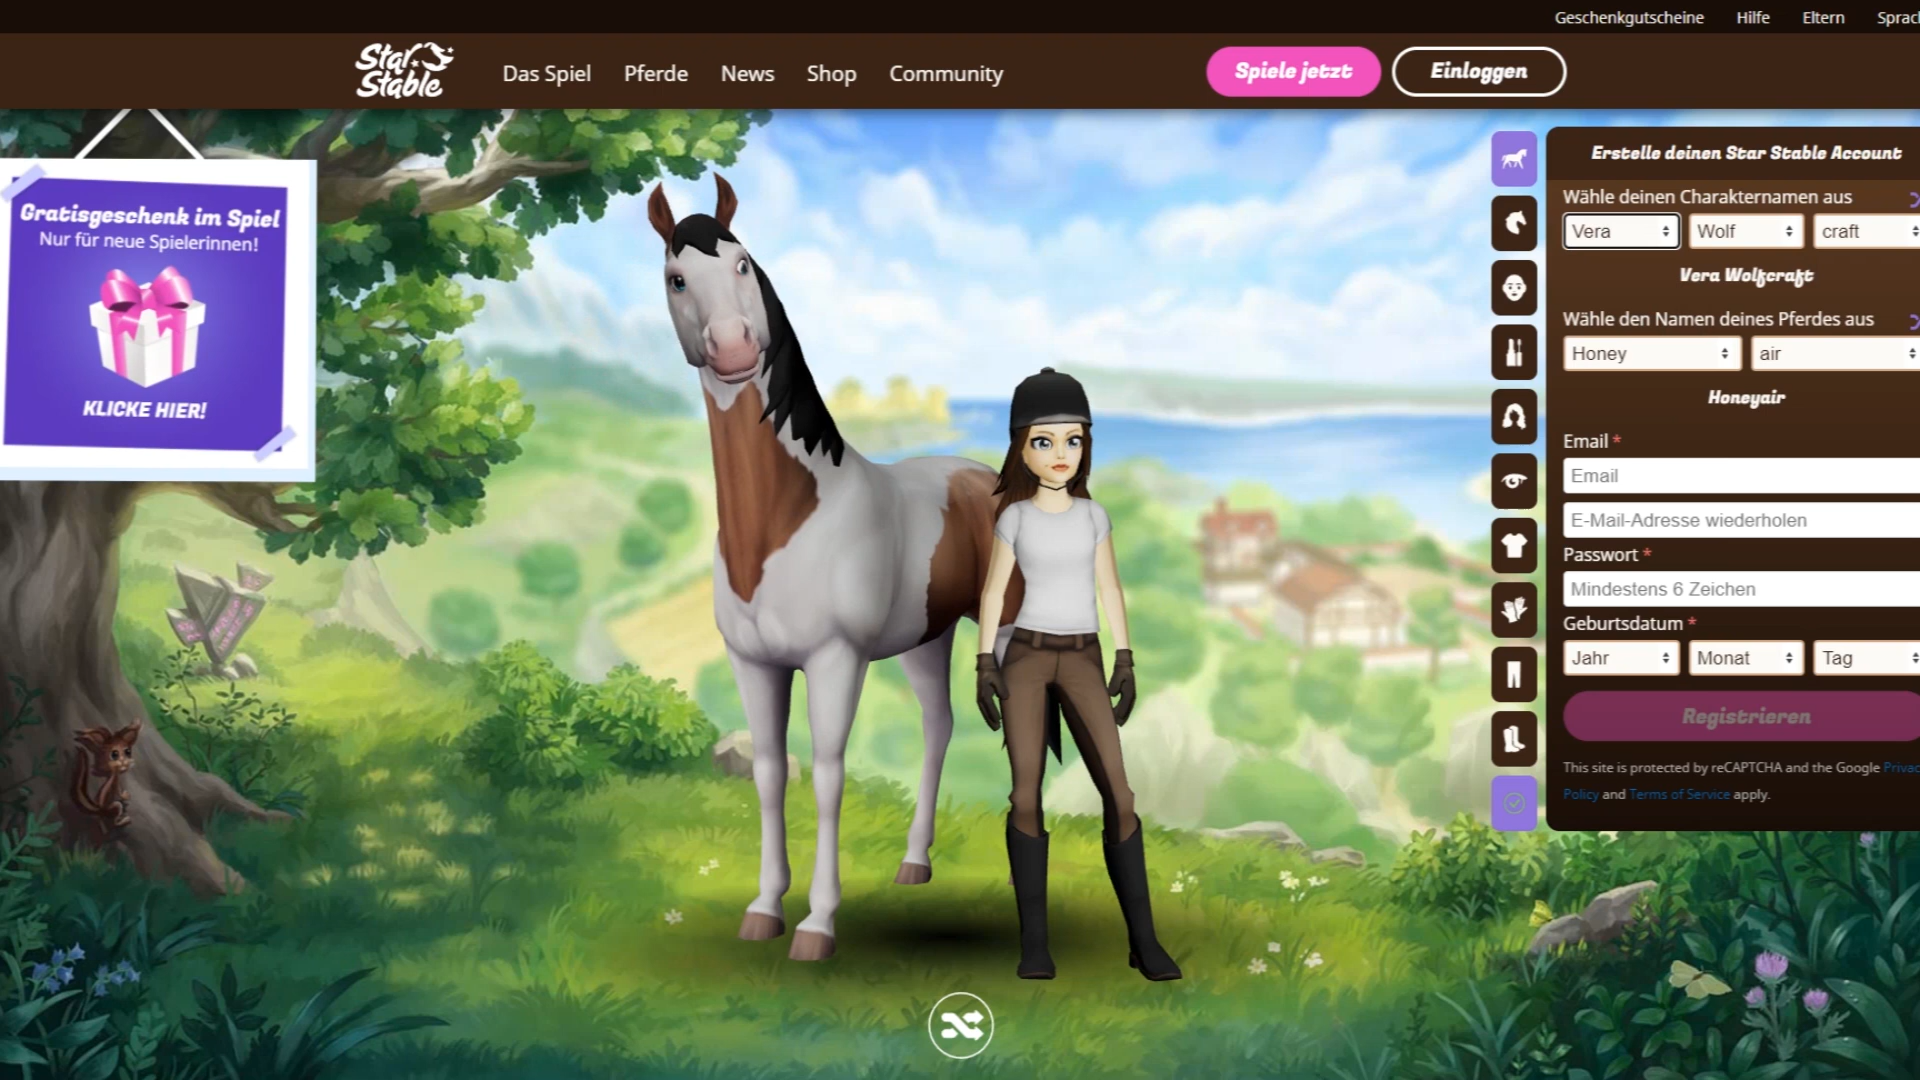 Geschenkgutscheine Hilfe Eltern
Star Stable
Das Spiel Pferde News Shop Community
Spiele jetzt Einloggen
Gratisgeschenk im Spiel
Nur für neue Spielerinnen!
KLICKE HIER!
Erstelle deinen Star Stable Account
Wähle deinen Charakternamen aus
Vera Wolf craft
Vera Wolfcraft
Wähle den Namen deines Pferdes aus
Honey air
Honeyair
Email *
Email
E-Mail-Adresse wiederholen
Passwort *
Mindestens 6 Zeichen
Geburtsdatum *
Jahr Monat Tag
Registrieren
This site is protected by reCAPTCHA and the Google
Policy and Terms of Service apply.